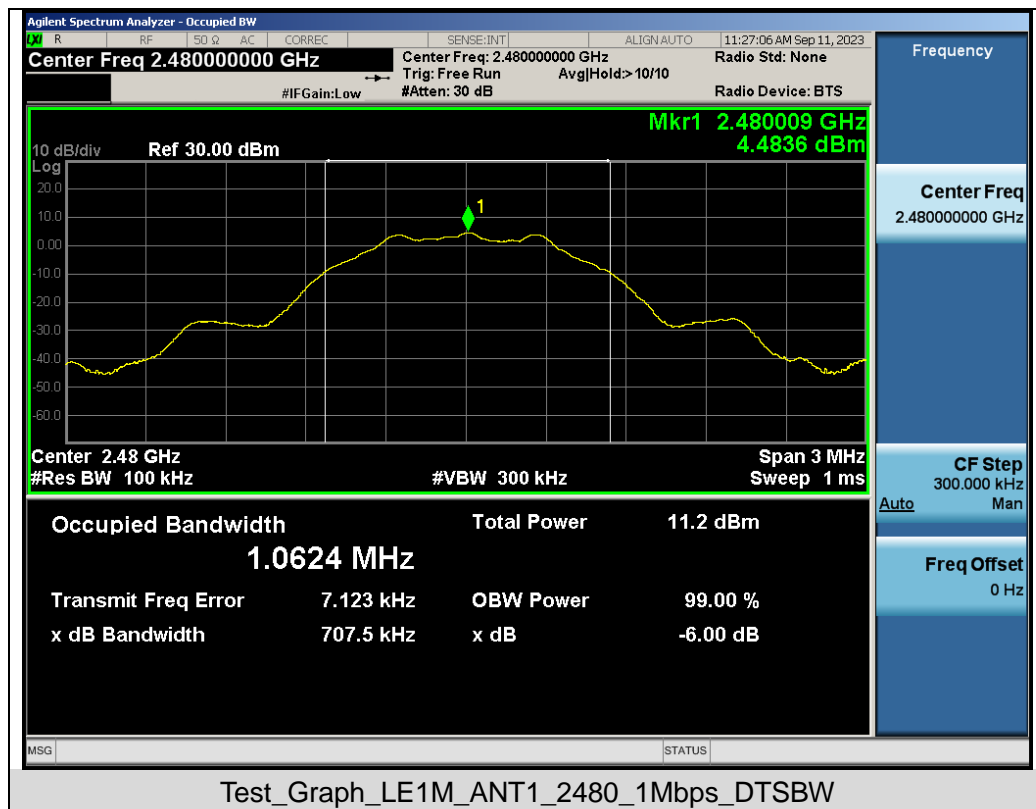 Agilent Spectrum Analyzer - Occupied BW
LXI R RF 50 Ω AC CORREC SENSE:INT ALIGN AUTO 11:27:06 AM Sep 11, 2023
Center Freq 2.480000000 GHz
Center Freq: 2.480000000 GHz
Radio Std: None
Trig: Free Run Avg|Hold:> 10/10
#IFGain:Low
#Atten: 30 dB
Radio Device: BTS
Mkr1 2.480009 GHz
4.4836 dBm
10 dB/div Ref 30.00 dBm
Log
20.0
10.0
0.00
-10.0
-20.0
-30.0
-40.0
-50.0
-60.0
1
Center 2.48 GHz
Span 3 MHz
#Res BW 100 kHz
#VBW 300 kHz
Sweep 1 ms
Occupied Bandwidth
Total Power 11.2 dBm
1.0624 MHz
Transmit Freq Error 7.123 kHz
OBW Power 99.00 %
x dB Bandwidth 707.5 kHz
x dB -6.00 dB
Frequency
Center Freq
2.480000000 GHz
CF Step
300.000 kHz
Auto Man
Freq Offset
0 Hz
MSG
STATUS
Test_Graph_LE1M_ANT1_2480_1Mbps_DTSBW